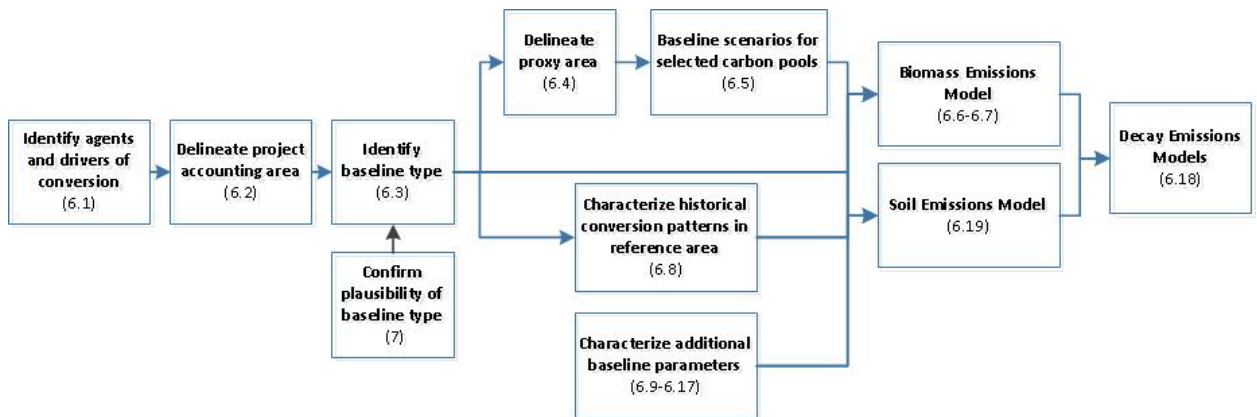 Identify agents
and drivers of
conversion
(6.1)
Delineate project
accounting area
(6.2)
Identify
baseline type
(6.3)
Confirm
plausibility of
baseline type
(7)
Delineate
proxy area
(6.4)
Baseline scenarios for
selected carbon pools
(6.5)
Characterize historical
conversion patterns in
reference area
(6.8)
Characterize additional
baseline parameters
(6.9-6.17)
Biomass Emissions
Model
(6.6-6.7)
Soil Emissions Model
(6.19)
Decay Emissions
Models
(6.18)